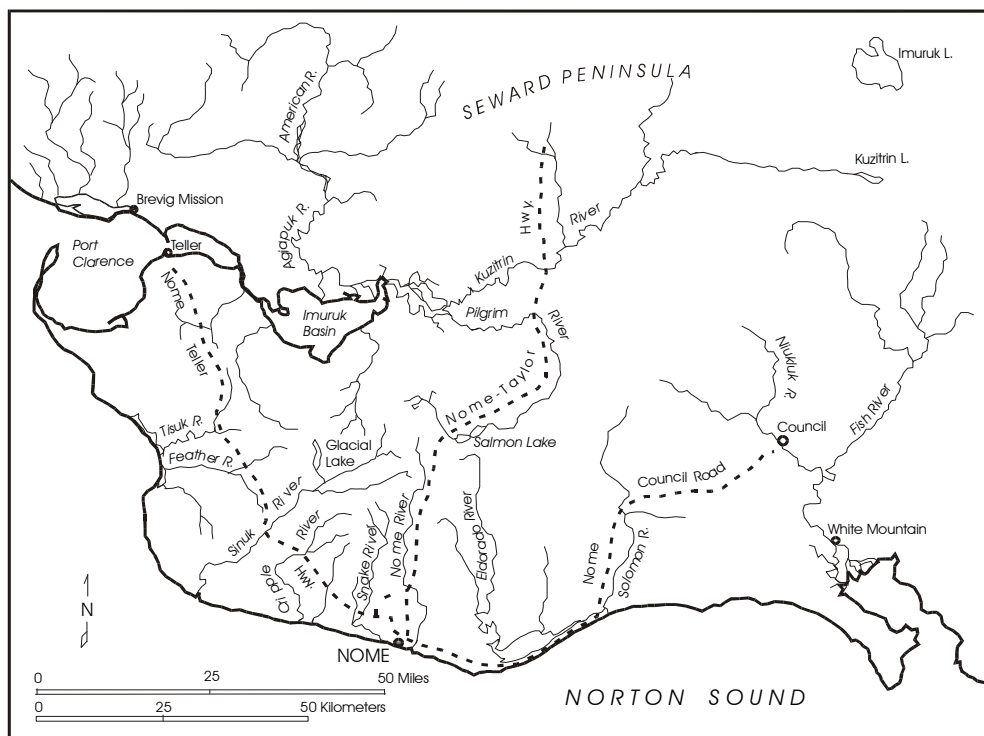 Imuruk L.
SEWARD PENINSULA
American R.
Kuzitrin L.
Brevig Mission
Teller
Port
Clarence
Agiapuk R.
Hwy.
River
Kuzitrin
Nome
Imuruk
Basin
Pilgrim
River
Teller
Nome-Taylor
Niukluk R.
Tisuk R.
Feather R.
Glacial
Lake
Salmon Lake
Council
Fish River
Council Road
Sinuk
River
River
Hwy.
Cripple
Snake River
Nome River
Eldorado River
Nome
Solomon R.
White Mountain
N
NOME
NORTON SOUND
0 25 50 Miles
0 25 50 Kilometers